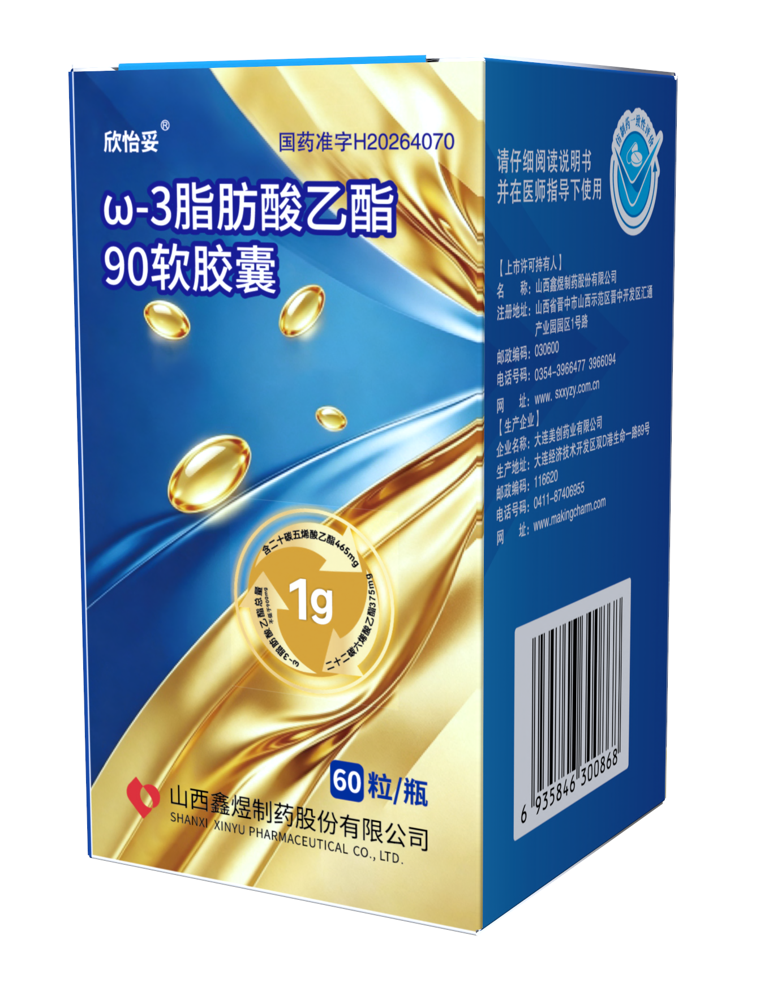 欣怡妥®
国药准字H20264070
ω-3脂肪酸乙酯
90软胶囊
含二十碳五烯酸乙酯465mg
二十二碳六烯酸乙酯375mg
ω-3脂肪酸乙酯总量
不低于900mg
1g
60粒/瓶
山西鑫煜制药股份有限公司
SHANXI XINYU PHARMACEUTICAL CO., LTD.
仿制药一致性评价
请仔细阅读说明书
并在医师指导下使用
【上市许可持有人】
名 称：山西鑫煜制药股份有限公司
注册地址：山西省晋中市山西示范区晋中开发区汇通
产业园园区1号路
邮政编码：030600
电话号码：0354-3966477 3966094
网 址：www. sxxyzy.com.cn
【生产企业】
企业名称：大连美创药业有限公司
生产地址：大连经济技术开发区双D港生命一路89号
邮政编码：116620
电话号码：0411-87406955
网 址：www.makingcharm.com
6 935846 300868